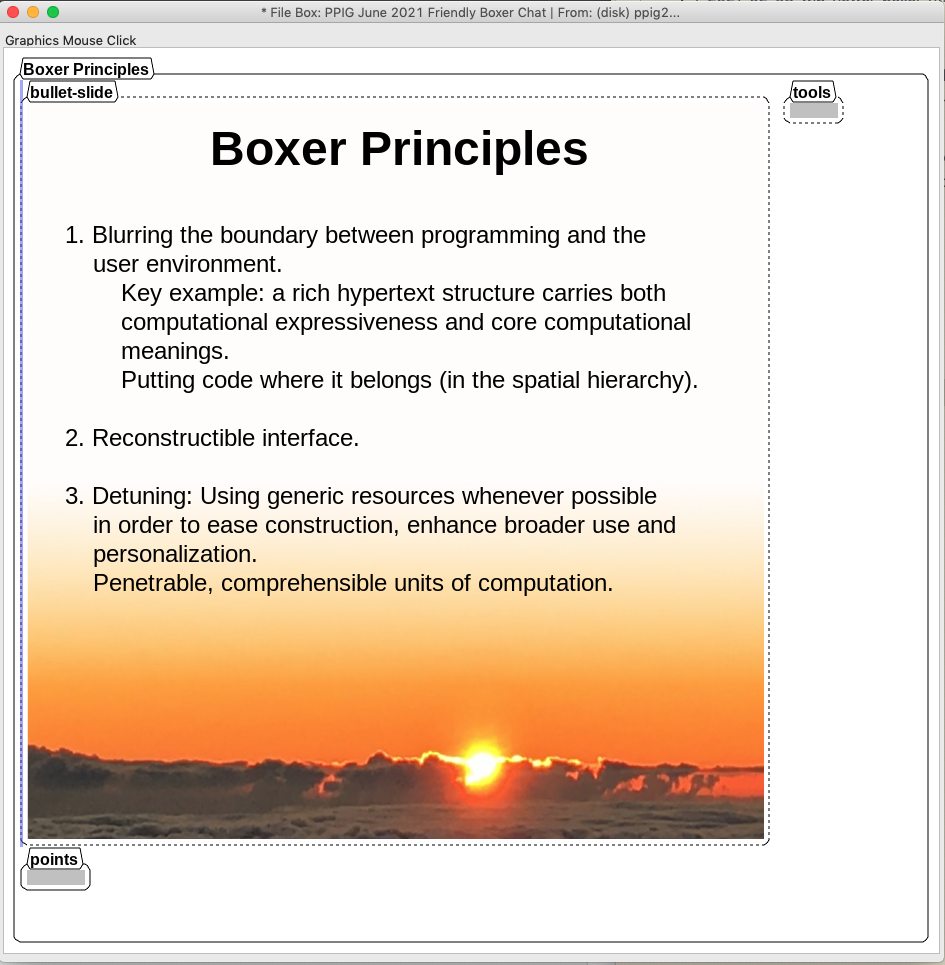 * File Box: PPIG June 2021 Friendly Boxer Chat | From: (disk) ppig2...
Graphics Mouse Click
Boxer Principles
bullet-slide
tools
Boxer Principles
1. Blurring the boundary between programming and the
user environment.
Key example: a rich hypertext structure carries both
computational expressiveness and core computational
meanings.
Putting code where it belongs (in the spatial hierarchy).
2. Reconstructible interface.
3. Detuning: Using generic resources whenever possible
in order to ease construction, enhance broader use and
personalization.
Penetrable, comprehensible units of computation.
points